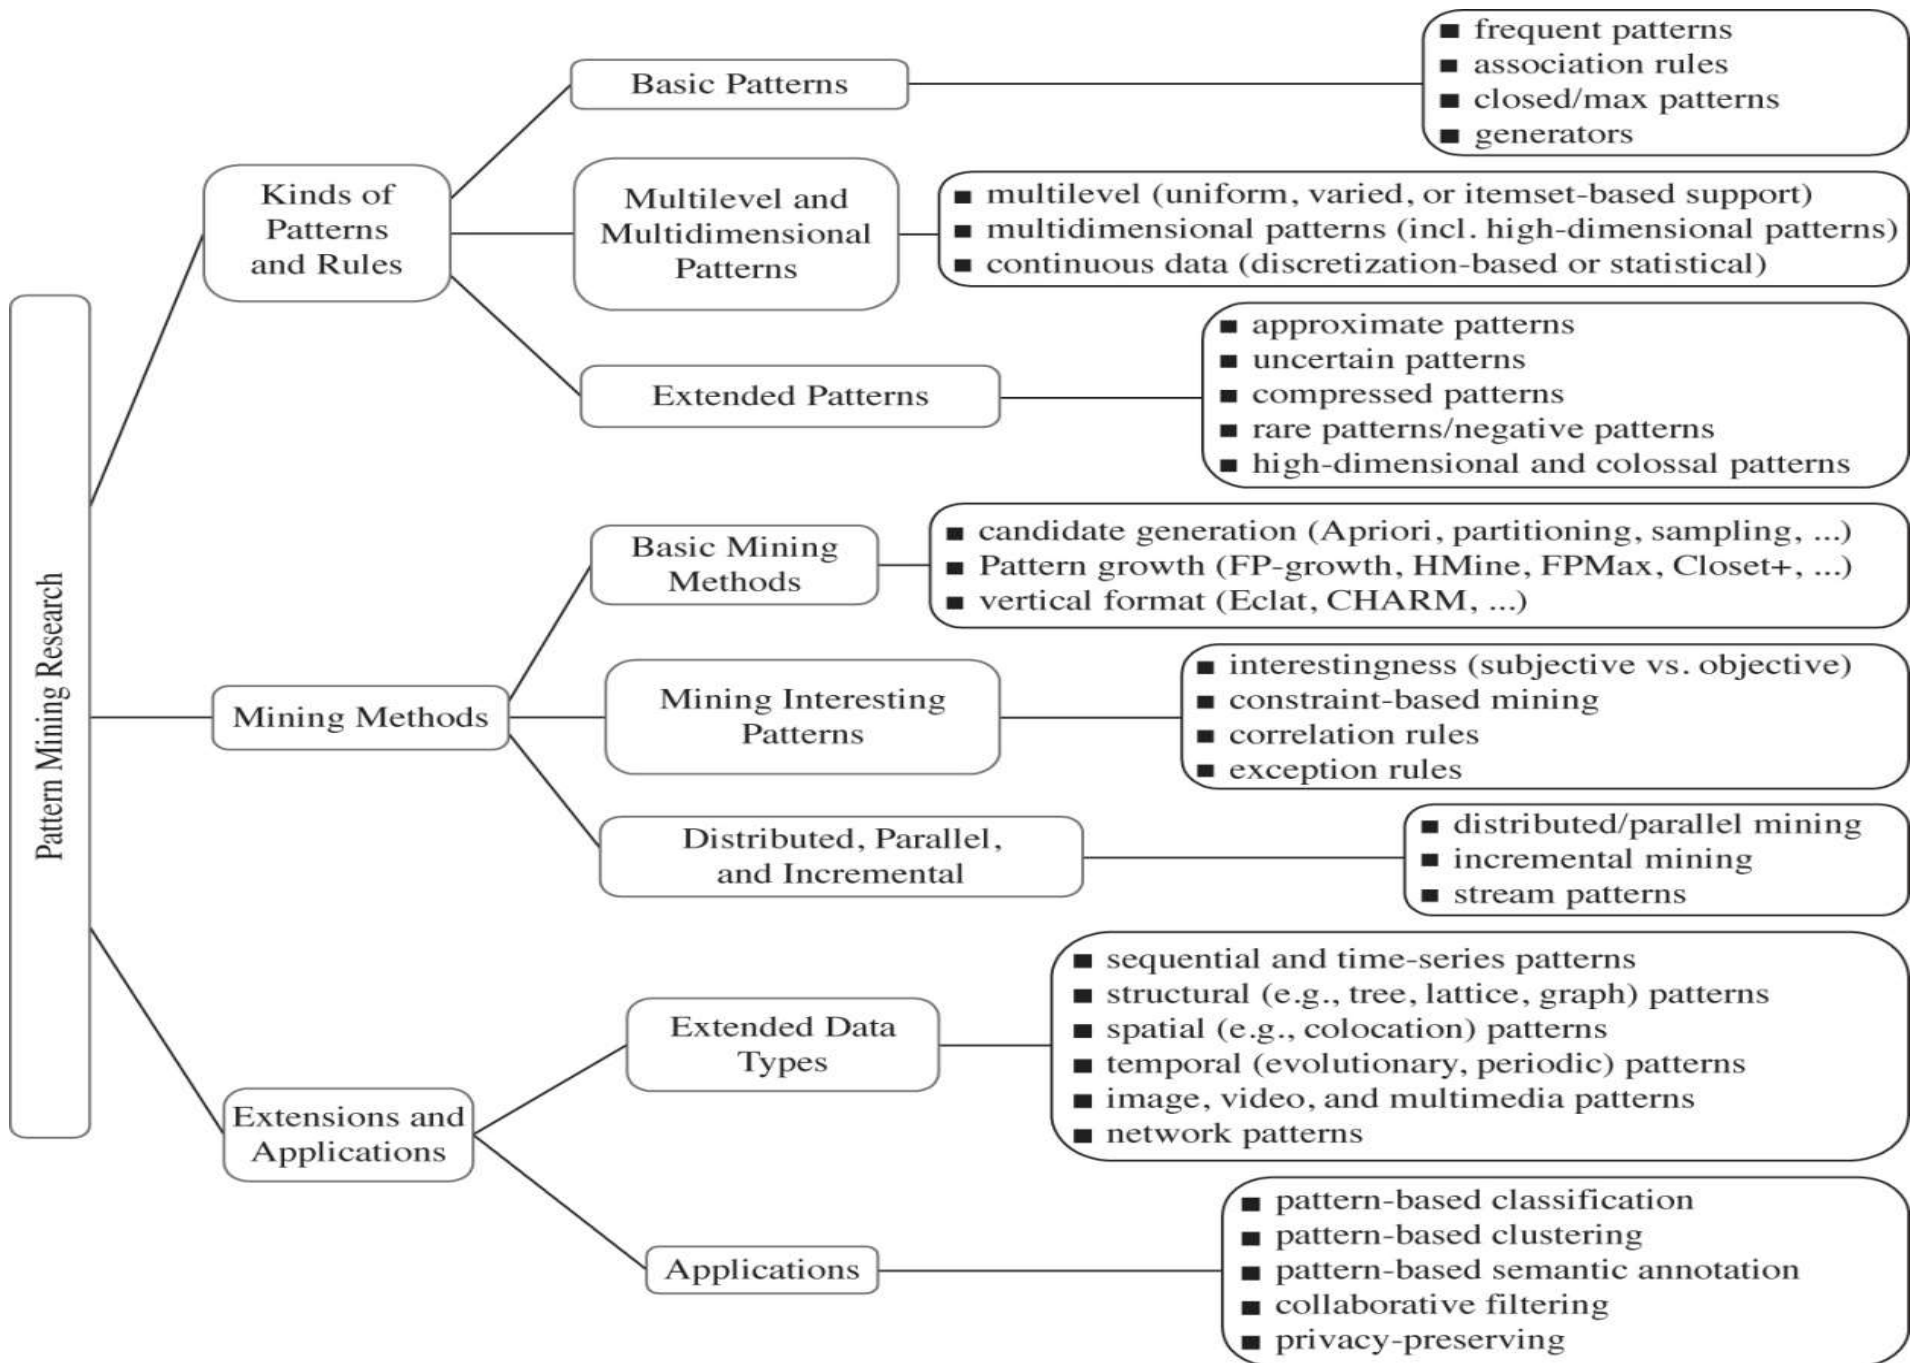 Pattern Mining Research
Kinds of
Patterns
and Rules
Basic Patterns
■ frequent patterns
■ association rules
■ closed/max patterns
■ generators
Multilevel and
Multidimensional
Patterns
■ multilevel (uniform, varied, or itemset-based support)
■ multidimensional patterns (incl. high-dimensional patterns)
■ continuous data (discretization-based or statistical)
Extended Patterns
■ approximate patterns
■ uncertain patterns
■ compressed patterns
■ rare patterns/negative patterns
■ high-dimensional and colossal patterns
Mining Methods
Basic Mining
Methods
■ candidate generation (Apriori, partitioning, sampling, ...)
■ Pattern growth (FP-growth, HMine, FPMax, Closet+, ...)
■ vertical format (Eclat, CHARM, ...)
Mining Interesting
Patterns
■ interestingness (subjective vs. objective)
■ constraint-based mining
■ correlation rules
■ exception rules
Distributed, Parallel,
and Incremental
■ distributed/parallel mining
■ incremental mining
■ stream patterns
Extensions and
Applications
Extended Data
Types
■ sequential and time-series patterns
■ structural (e.g., tree, lattice, graph) patterns
■ spatial (e.g., colocation) patterns
■ temporal (evolutionary, periodic) patterns
■ image, video, and multimedia patterns
■ network patterns
Applications
■ pattern-based classification
■ pattern-based clustering
■ pattern-based semantic annotation
■ collaborative filtering
■ privacy-preserving